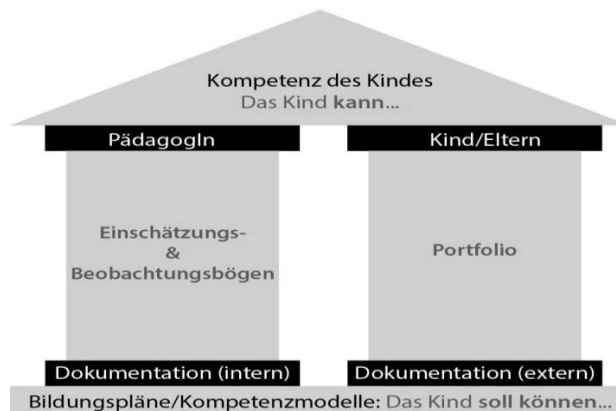 Kompetenz des Kindes
Das Kind kann...
PädagogIn
Kind/Eltern
Einschätzungs-
&
Beobachtungsbögen
Portfolio
Dokumentation (intern)
Dokumentation (extern)
Bildungspläne/Kompetenzmodelle: Das Kind soll können...